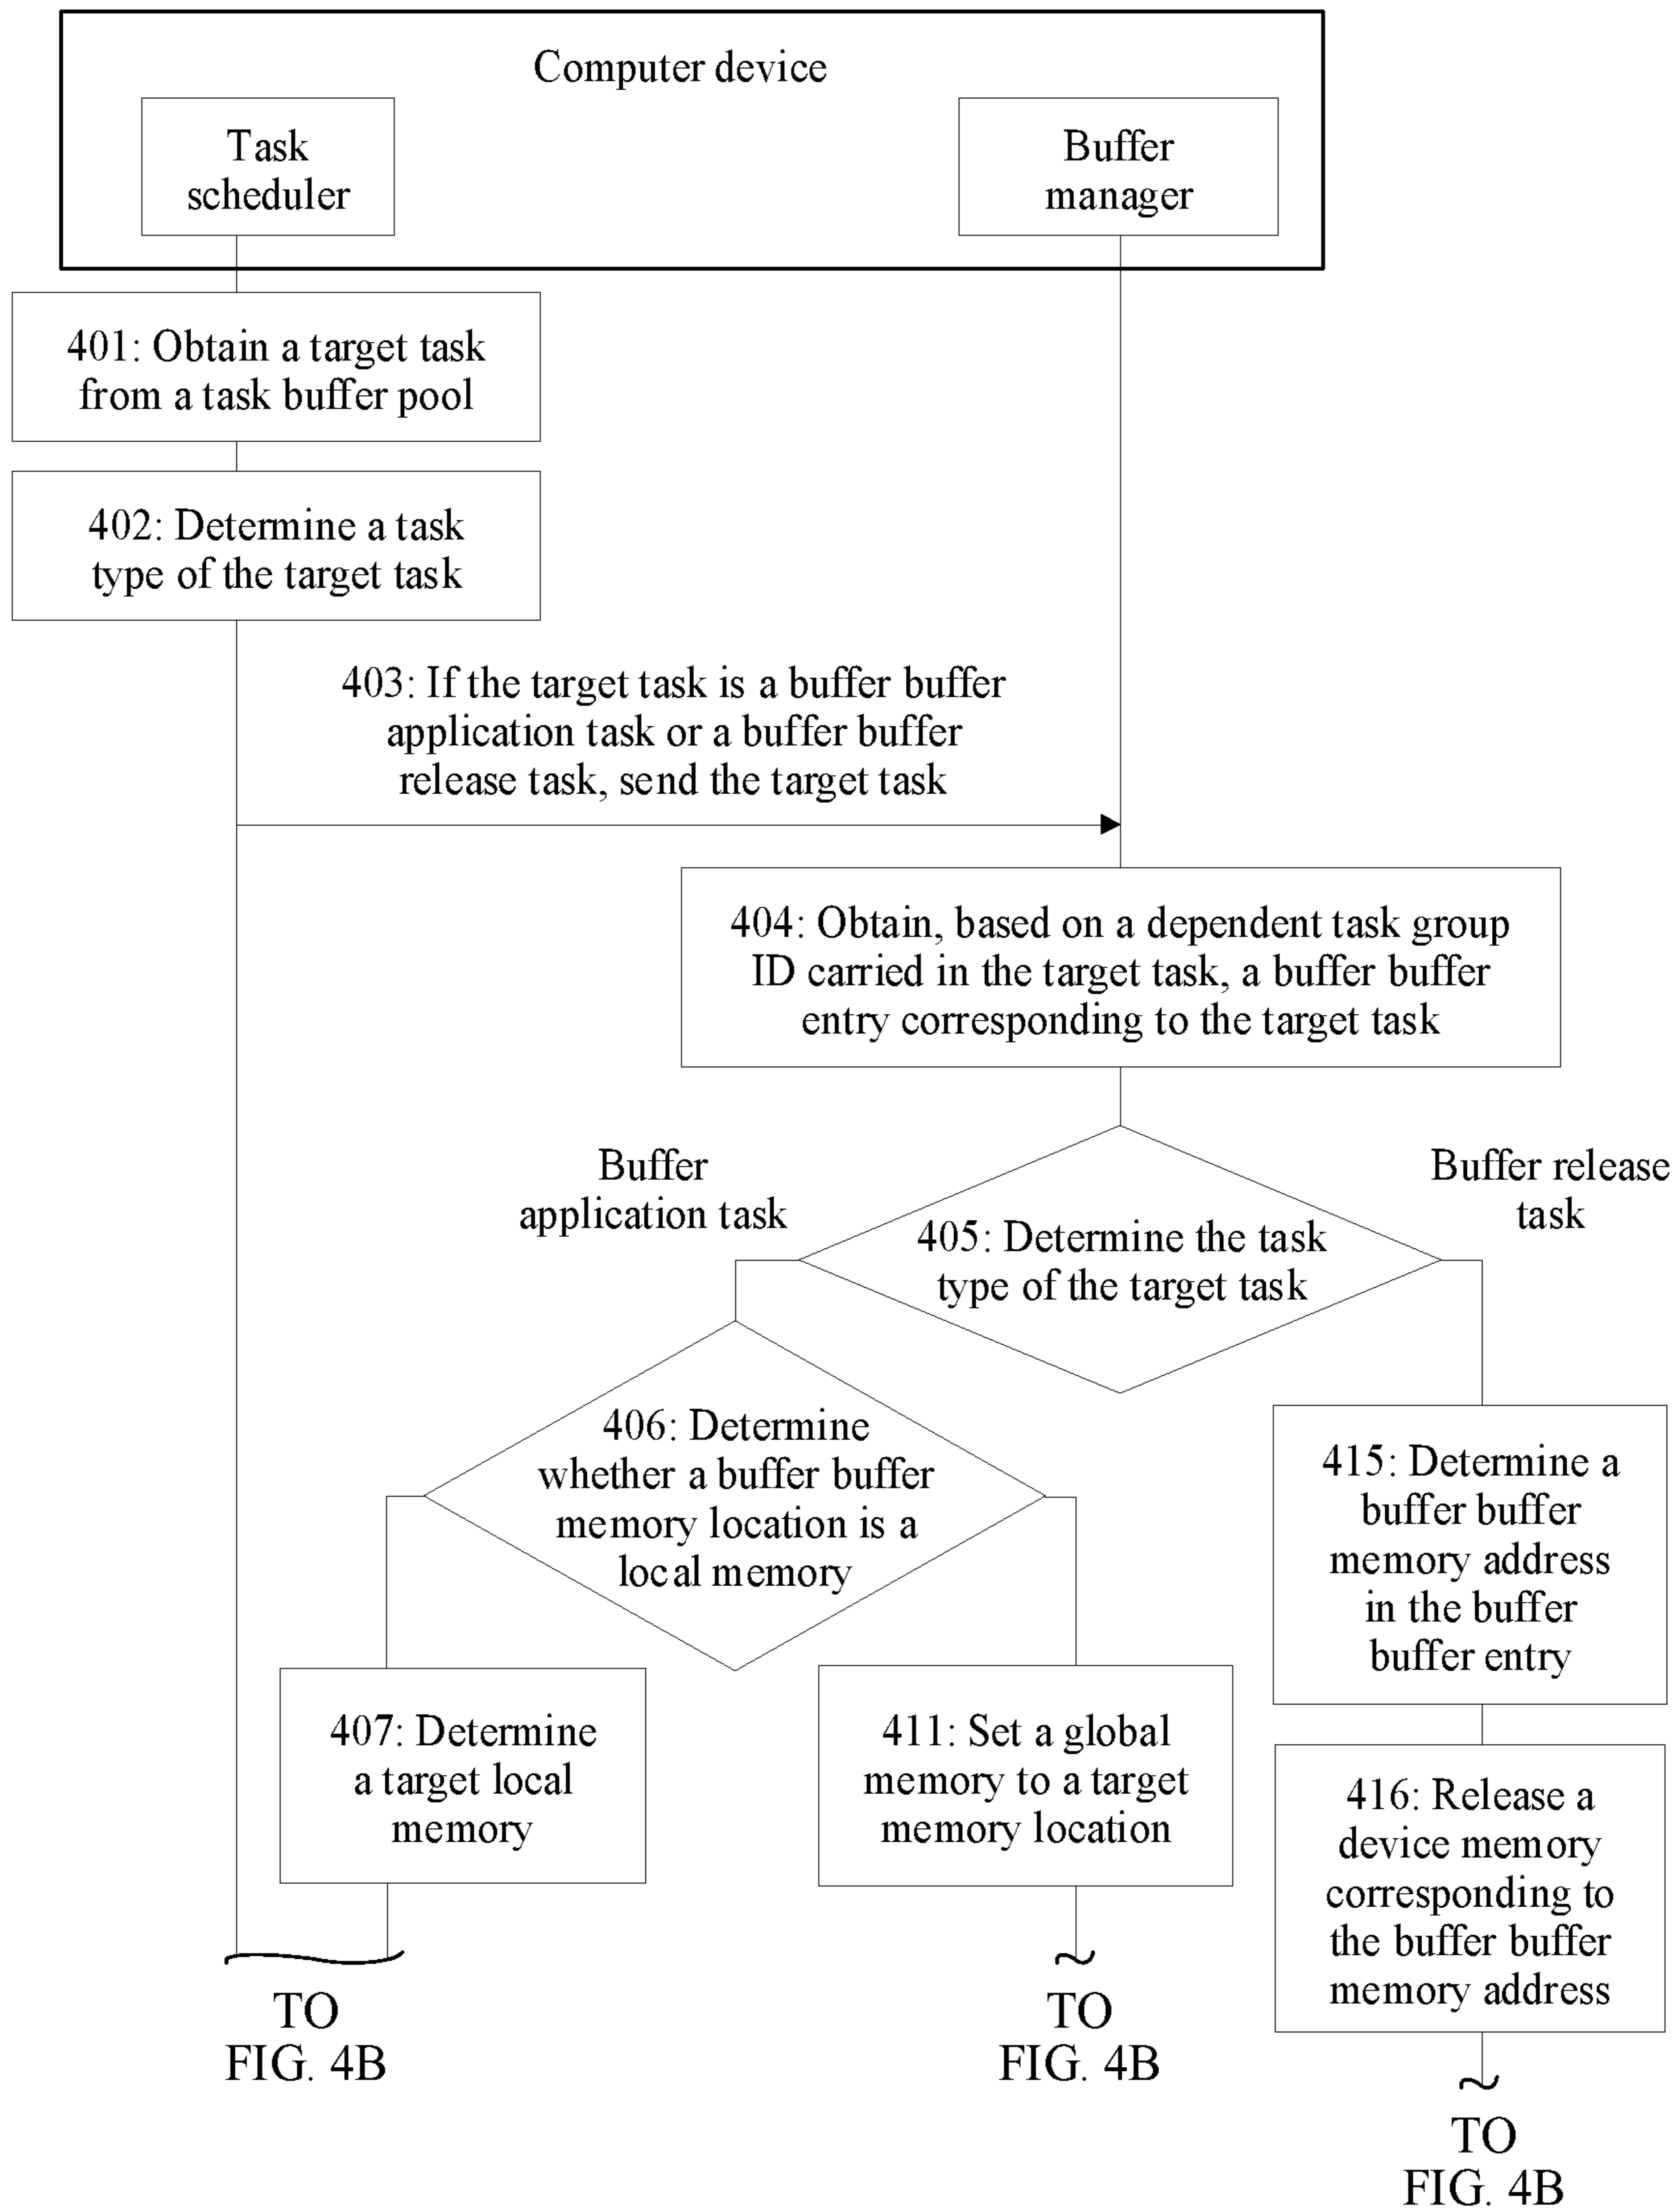 Computer device
Task
scheduler
Buffer
manager
401: Obtain a target task
from a task buffer pool
402: Determine a task
type of the target task
403: If the target task is a buffer buffer
application task or a buffer buffer
release task, send the target task
404: Obtain, based on a dependent task group
ID carried in the target task, a buffer buffer
entry corresponding to the target task
Buffer
application task
Buffer release
task
405: Determine the task
type of the target task
406: Determine
whether a buffer buffer
memory location is a
local memory
415: Determine a
buffer buffer
memory address
in the buffer
buffer entry
407: Determine
a target local
memory
411: Set a global
memory to a target
memory location
416: Release a
device memory
corresponding to
the buffer buffer
memory address
TO
FIG. 4B
TO
FIG. 4B
TO
FIG. 4B